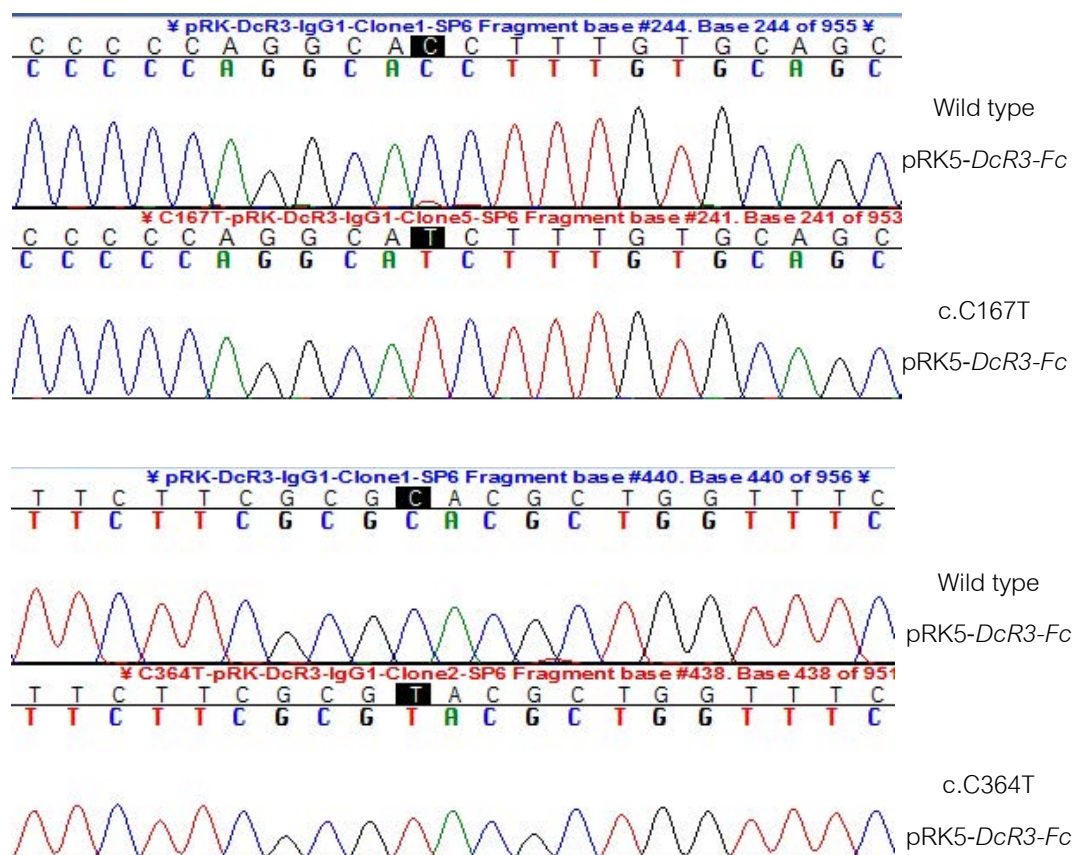 ¥ pRK-DcR3-IgG1-Clone1-SP6 Fragment base #244. Base 244 of 955 ¥
C C C C C A G G C A C C T T T G T G C A G C
C C C C C A G G C A C C T T T G T G C A G C
Wild type
pRK5-DcR3-Fc
¥ C167T-pRK-DcR3-IgG1-Clone5-SP6 Fragment base #241. Base 241 of 953
C C C C C A G G C A T C T T T G T G C A G C
C C C C C A G G C A T C T T T G T G C A G C
c.C167T
pRK5-DcR3-Fc
¥ pRK-DcR3-IgG1-Clone1-SP6 Fragment base #440. Base 440 of 956 ¥
T T C T T C G C G C A C G C T G G T T T C
T T C T T C G C G C A C G C T G G T T T C
Wild type
pRK5-DcR3-Fc
¥ C364T-pRK-DcR3-IgG1-Clone2-SP6 Fragment base #438. Base 438 of 951
T T C T T C G C G T A C G C T G G T T T C
T T C T T C G C G T A C G C T G G T T T C
c.C364T
pRK5-DcR3-Fc